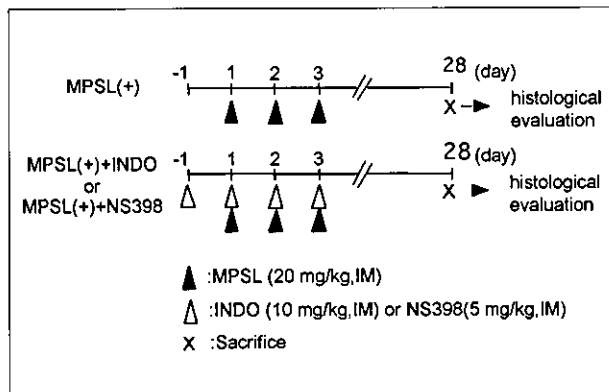 -1 1 2 3 28 (day)
MPSL(+)
X histological
evaluation
-1 1 2 3 28 (day)
MPSL(+)+INDO
or
MPSL(+)+NS398
X histological
evaluation
:MPSL (20 mg/kg,IM)
:INDO (10 mg/kg,IM) or NS398(5 mg/kg,IM)
X :Sacrifice